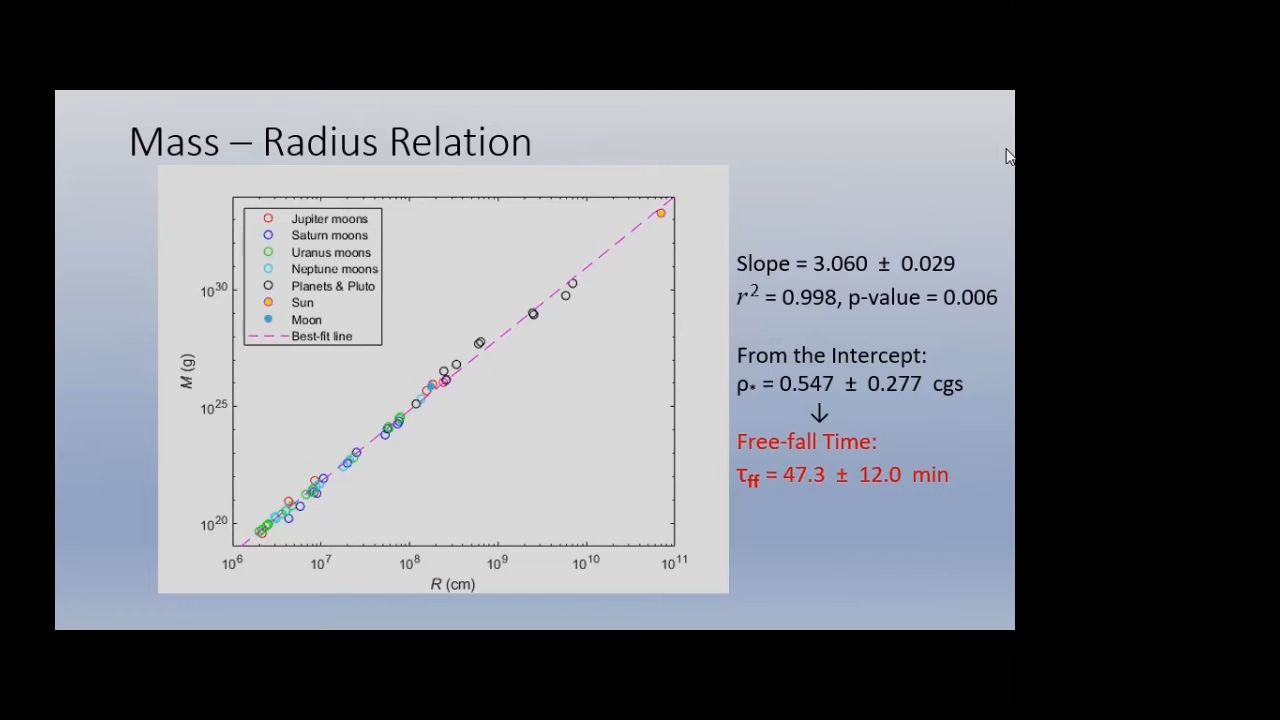 Mass – Radius Relation
Jupiter moons
Saturn moons
Uranus moons
Neptune moons
Planets & Pluto
Sun
Moon
Best-fit line
10³⁰
10²⁵
10²⁰
M (g)
10⁶ 10⁷ 10⁸ 10⁹ 10¹⁰ 10¹¹
R (cm)
Slope = 3.060 ± 0.029
r² = 0.998, p-value = 0.006
From the Intercept:
ρ* = 0.547 ± 0.277 cgs
↓
Free-fall Time:
τff = 47.3 ± 12.0 min